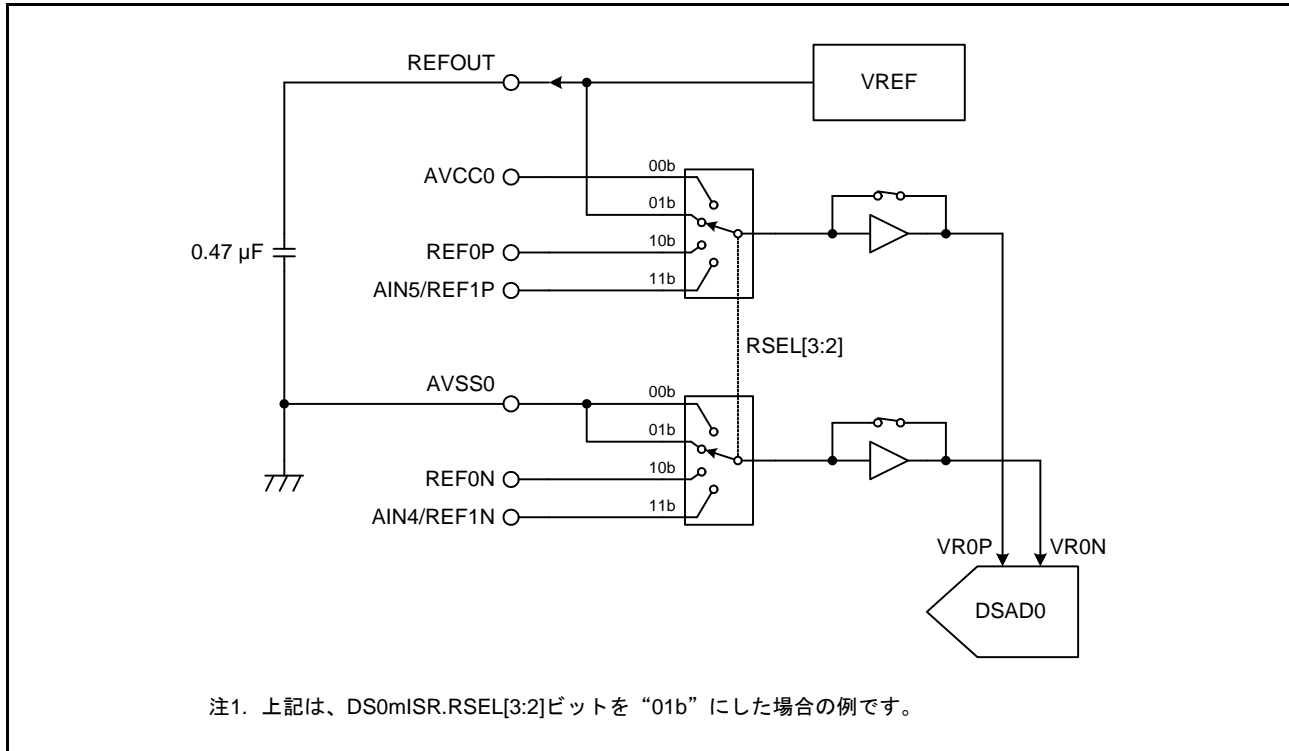 REFOUT
VREF
AVCC0
00b
01b
REF0P
10b
AIN5/REF1P
11b
0.47 µF
RSEL[3:2]
AVSS0
00b
01b
REF0N
10b
AIN4/REF1N
11b
VR0P
VR0N
DSAD0
注1. 上記は、DS0mISR.RSEL[3:2]ビットを“01b”にした場合の例です。